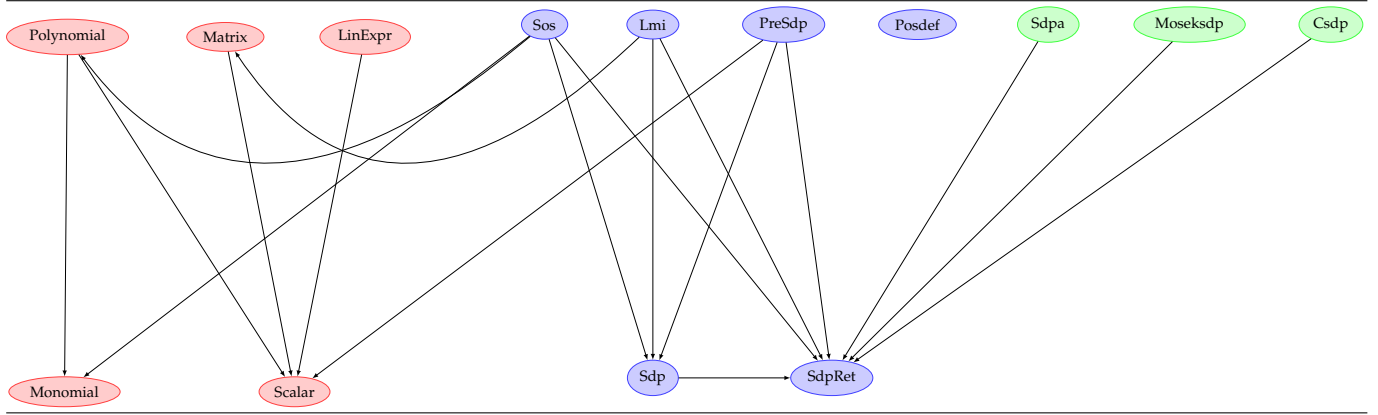 Polynomial
Matrix
LinExpr
Sos
Lmi
PreSdp
Posdef
Sdpa
Moseksdp
Csdp
Monomial
Scalar
Sdp
SdpRet